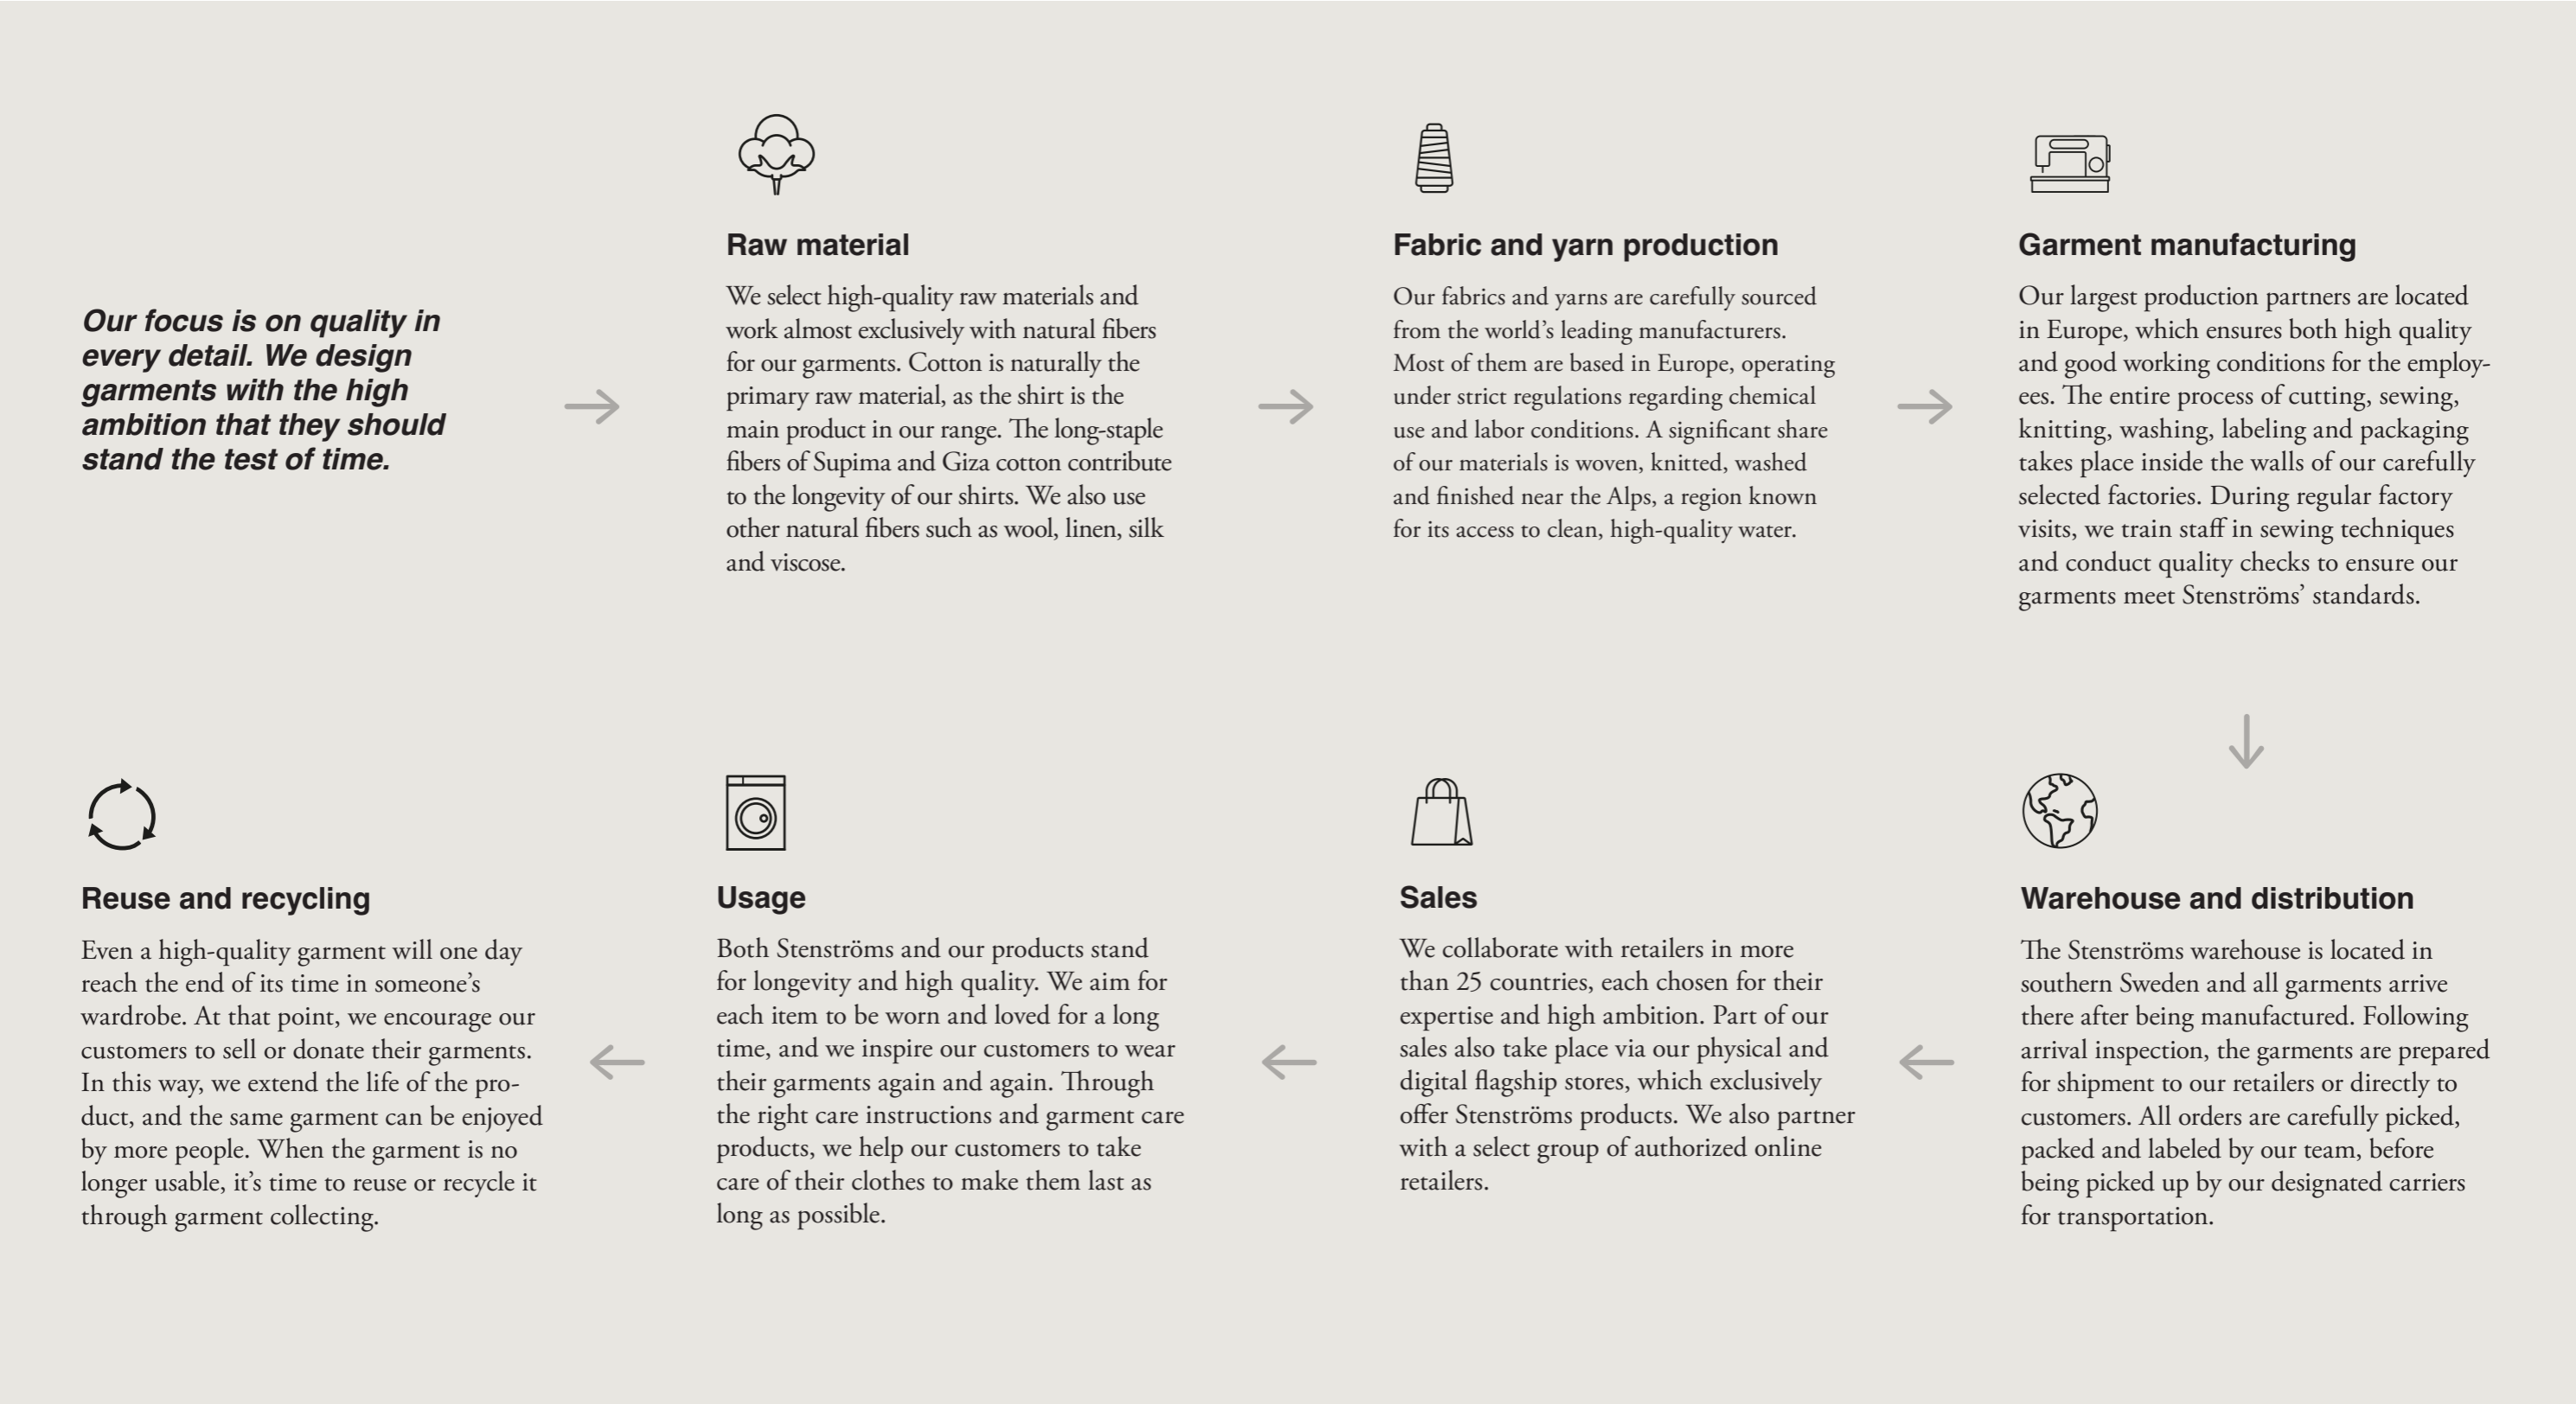 Our focus is on quality in
every detail. We design
garments with the high
ambition that they should
stand the test of time.
Raw material
We select high-quality raw materials and
work almost exclusively with natural fibers
for our garments. Cotton is naturally the
primary raw material, as the shirt is the
main product in our range. The long-staple
fibers of Supima and Giza cotton contribute
to the longevity of our shirts. We also use
other natural fibers such as wool, linen, silk
and viscose.
Fabric and yarn production
Our fabrics and yarns are carefully sourced
from the world’s leading manufacturers.
Most of them are based in Europe, operating
under strict regulations regarding chemical
use and labor conditions. A significant share
of our materials is woven, knitted, washed
and finished near the Alps, a region known
for its access to clean, high-quality water.
Garment manufacturing
Our largest production partners are located
in Europe, which ensures both high quality
and good working conditions for the employ-
ees. The entire process of cutting, sewing,
knitting, washing, labeling and packaging
takes place inside the walls of our carefully
selected factories. During regular factory
visits, we train staff in sewing techniques
and conduct quality checks to ensure our
garments meet Stenströms’ standards.
Warehouse and distribution
The Stenströms warehouse is located in
southern Sweden and all garments arrive
there after being manufactured. Following
arrival inspection, the garments are prepared
for shipment to our retailers or directly to
customers. All orders are carefully picked,
packed and labeled by our team, before
being picked up by our designated carriers
for transportation.
Sales
We collaborate with retailers in more
than 25 countries, each chosen for their
expertise and high ambition. Part of our
sales also take place via our physical and
digital flagship stores, which exclusively
offer Stenströms products. We also partner
with a select group of authorized online
retailers.
Usage
Both Stenströms and our products stand
for longevity and high quality. We aim for
each item to be worn and loved for a long
time, and we inspire our customers to wear
their garments again and again. Through
the right care instructions and garment care
products, we help our customers to take
care of their clothes to make them last as
long as possible.
Reuse and recycling
Even a high-quality garment will one day
reach the end of its time in someone’s
wardrobe. At that point, we encourage our
customers to sell or donate their garments.
In this way, we extend the life of the pro-
duct, and the same garment can be enjoyed
by more people. When the garment is no
longer usable, it’s time to reuse or recycle it
through garment collecting.